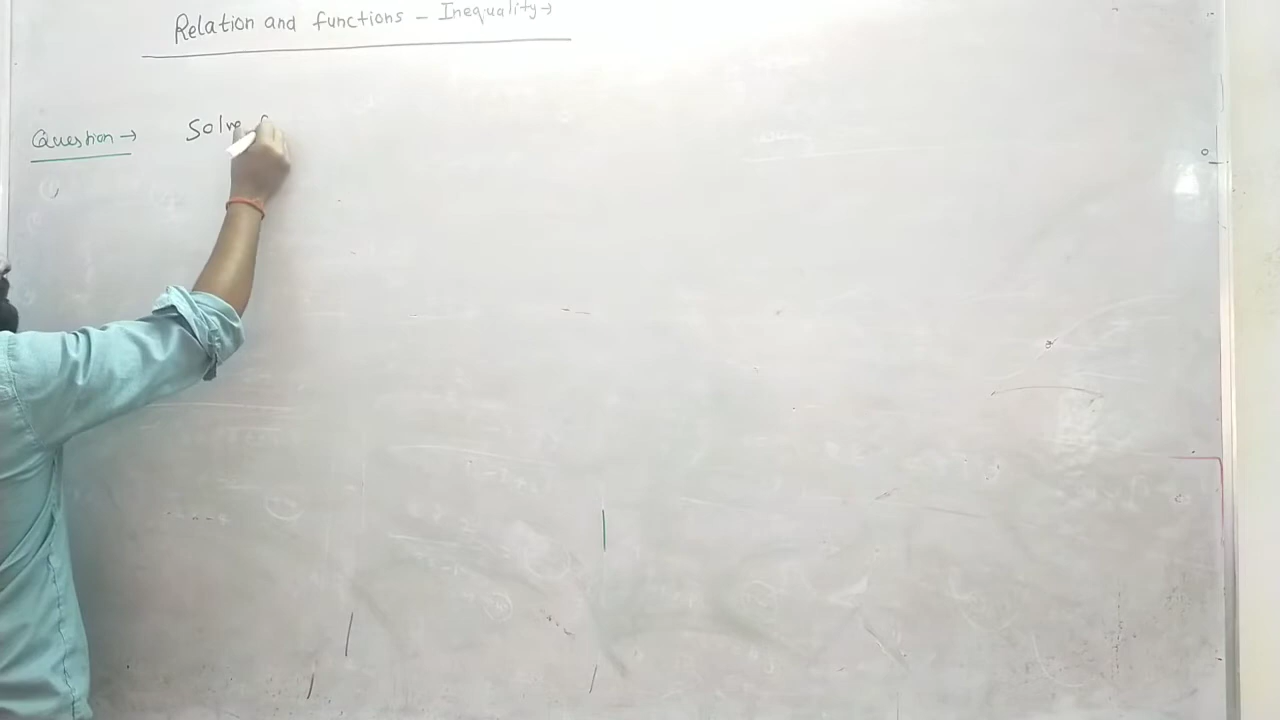 Relation and functions - Inequality →
Question → Solve